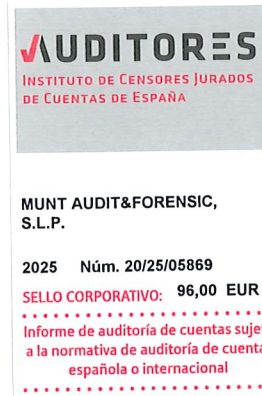 AUDITORES
INSTITUTO DE CENSORES JURADOS
DE CUENTAS DE ESPAÑA
MUNT AUDIT&FORENSIC,
S.L.P.
2025 Núm. 20/25/05869
SELLO CORPORATIVO: 96,00 EUR
Informe de auditoría de cuentas suje
a la normativa de auditoría de cuenta
española o internacional